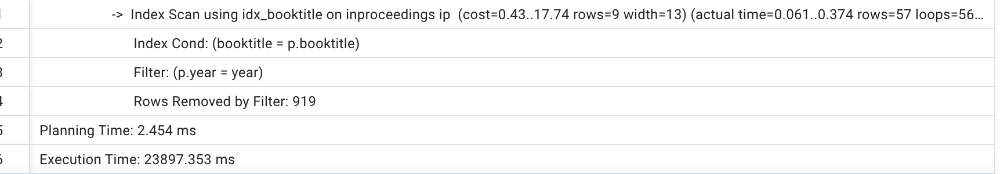 -> Index Scan using idx_booktitle on inproceedings ip (cost=0.43..17.74 rows=9 width=13) (actual time=0.061..0.374 rows=57 loops=56...
2 Index Cond: (booktitle = p.booktitle)
3 Filter: (p.year = year)
4 Rows Removed by Filter: 919
5 Planning Time: 2.454 ms
6 Execution Time: 23897.353 ms